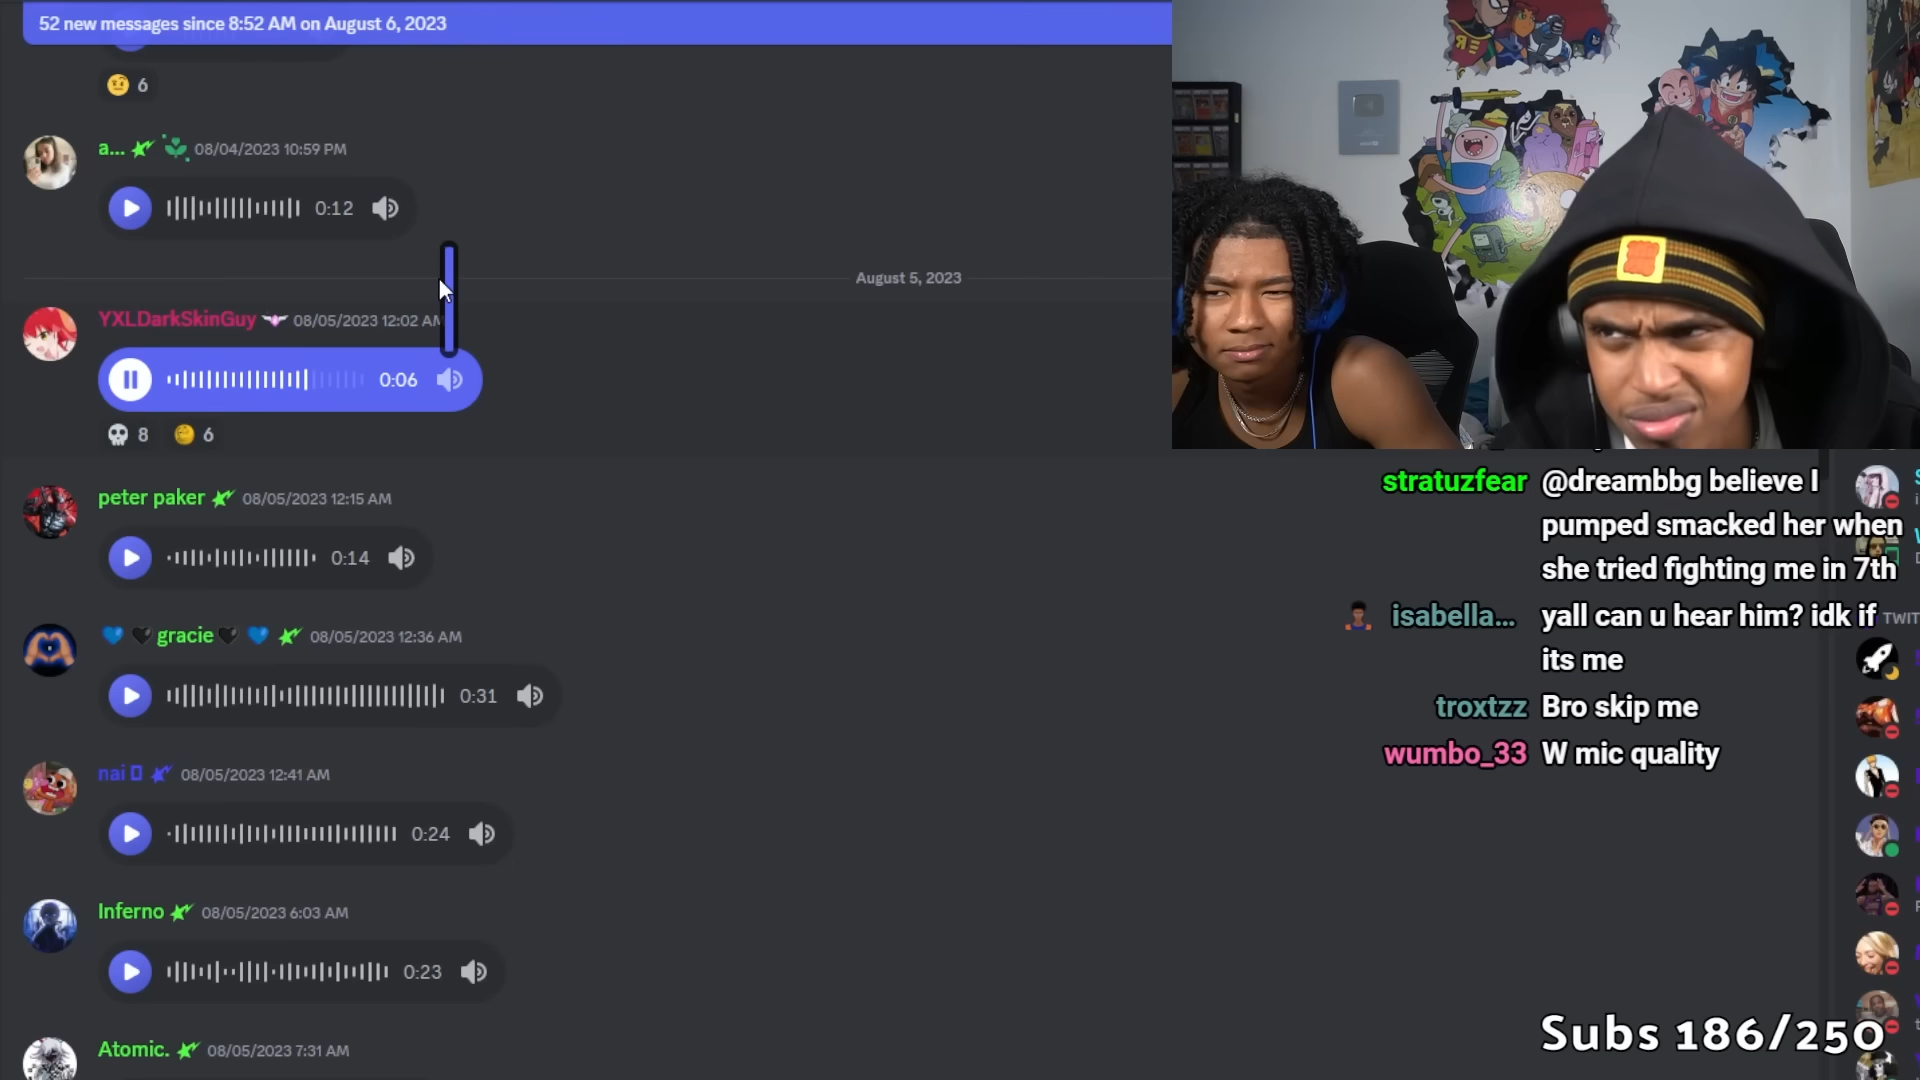 52 new messages since 8:52 AM on August 6, 2023
6
a... 08/04/2023 10:59 PM
0:12
August 5, 2023
YXLDarkSkinGuy 08/05/2023 12:02 AM
0:06
8 6
peter paker 08/05/2023 12:15 AM
0:14
gracie 08/05/2023 12:36 AM
0:31
nai 08/05/2023 12:41 AM
0:24
Inferno 08/05/2023 6:03 AM
0:23
Atomic. 08/05/2023 7:31 AM
stratuzfear @dreambbg believe I
pumped smacked her when
she tried fighting me in 7th
isabella... yall can u hear him? idk if
its me
troxtzz Bro skip me
wumbo_33 W mic quality
TWIT
Subs 186/250